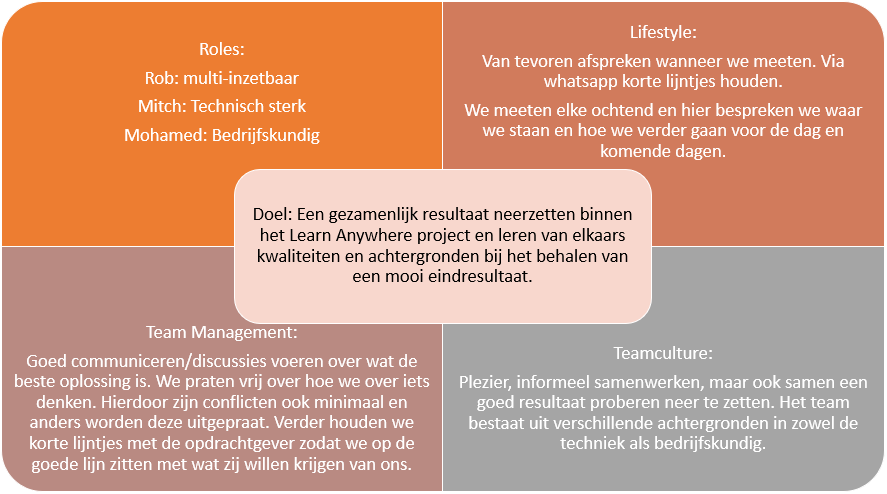 Roles:
Rob: multi-inzetbaar
Mitch: Technisch sterk
Mohamed: Bedrijfskundig
Lifestyle:
Van tevoren afspreken wanneer we meeten. Via
whatsapp korte lijntjes houden.
We meeten elke ochtend en hier bespreken we waar
we staan en hoe we verder gaan voor de dag en
komende dagen.
Doel: Een gezamenlijk resultaat neerzetten binnen
het Learn Anywhere project en leren van elkaars
kwaliteiten en achtergronden bij het behalen van
een mooi eindresultaat.
Team Management:
Goed communiceren/discussies voeren over wat de
beste oplossing is. We praten vrij over hoe we over iets
denken. Hierdoor zijn conflicten ook minimaal en
anders worden deze uitgepraat. Verder houden we
korte lijntjes met de opdrachtgever zodat we op de
goede lijn zitten met wat zij willen krijgen van ons.
Teamculture:
Plezier, informeel samenwerken, maar ook samen een
goed resultaat proberen neer te zetten. Het team
bestaat uit verschillende achtergronden in zowel de
techniek als bedrijfskundig.